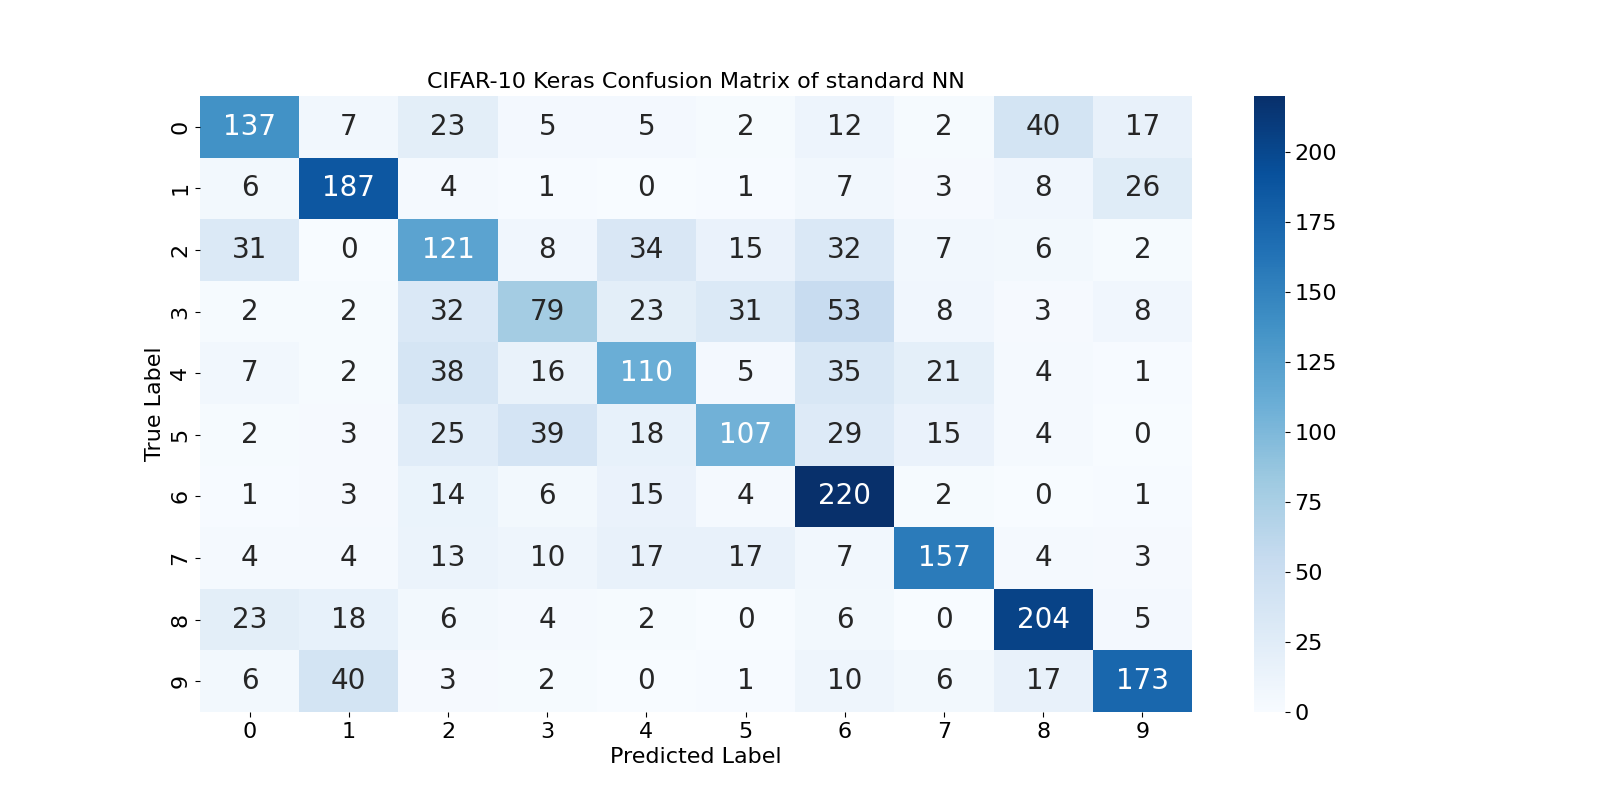 CIFAR-10 Keras Confusion Matrix of standard NN
0 137 7 23 5 5 2 12 2 40 17
1 6 187 4 1 0 1 7 3 8 26
2 31 0 121 8 34 15 32 7 6 2
3 2 2 32 79 23 31 53 8 3 8
4 7 2 38 16 110 5 35 21 4 1
5 2 3 25 39 18 107 29 15 4 0
6 1 3 14 6 15 4 220 2 0 1
7 4 4 13 10 17 17 7 157 4 3
8 23 18 6 4 2 0 6 0 204 5
9 6 40 3 2 0 1 10 6 17 173
0 1 2 3 4 5 6 7 8 9
Predicted Label
True Label
200
175
150
125
100
75
50
25
0